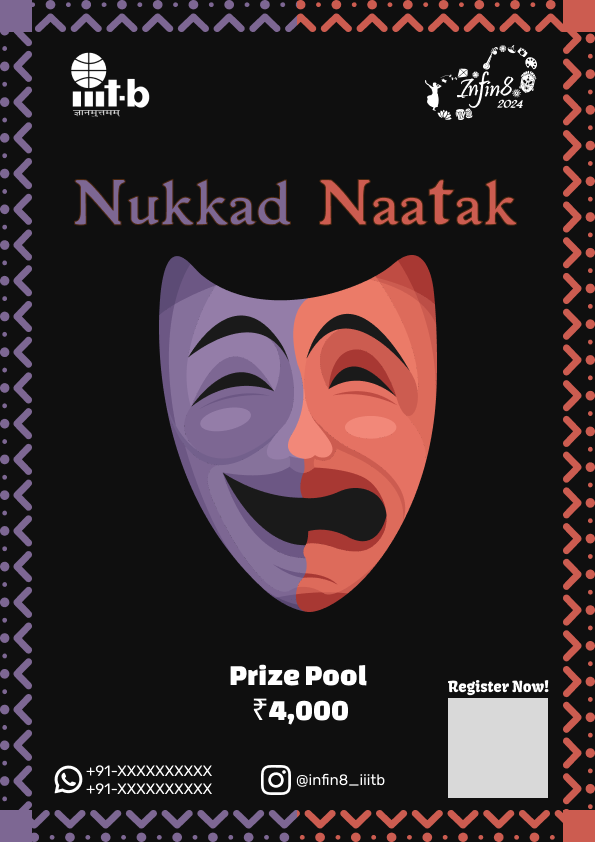 iiit-b
ज्ञानमुत्तमम्
Infin8
2024
Nukkad Naatak
Prize Pool
₹4,000
Register Now!
+91-XXXXXXXXXX
+91-XXXXXXXXXX
@infin8_iiitb